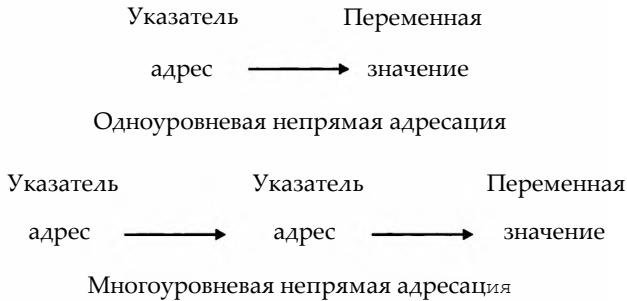 Указатель Переменная
адрес значение
Одноуровневая непрямая адресация
Указатель Указатель Переменная
адрес адрес значение
Многоуровневая непрямая адресация